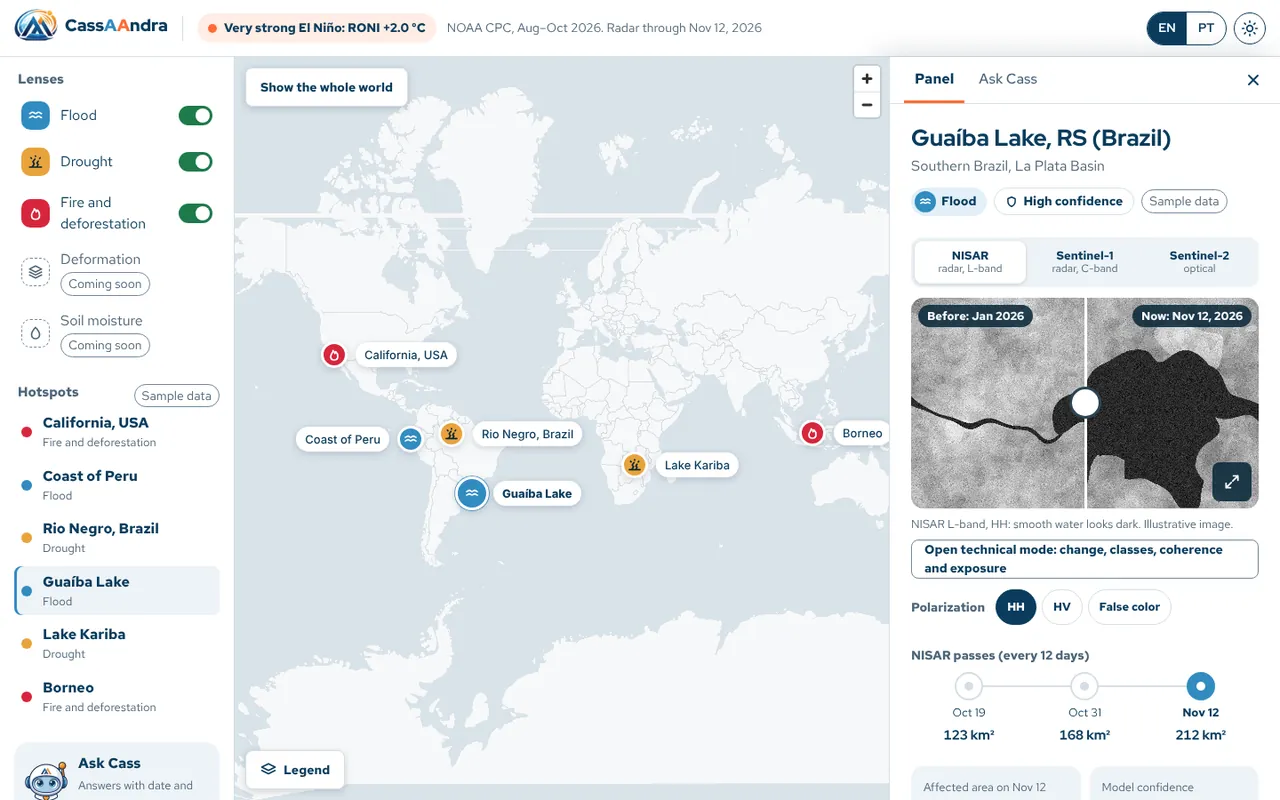 CassAAndra
Very strong El Niño: RONI +2.0 °C
NOAA CPC, Aug–Oct 2026. Radar through Nov 12, 2026
EN
PT
Lenses
Flood
Drought
Fire and
deforestation
Deformation
Coming soon
Soil moisture
Coming soon
Hotspots
Sample data
California, USA
Fire and deforestation
Coast of Peru
Flood
Rio Negro, Brazil
Drought
Guaíba Lake
Flood
Lake Kariba
Drought
Borneo
Fire and deforestation
Ask Cass
Answers with date and
Show the whole world
+
−
California, USA
Coast of Peru
Rio Negro, Brazil
Borneo
Lake Kariba
Guaíba Lake
Legend
Panel
Ask Cass
Guaíba Lake, RS (Brazil)
Southern Brazil, La Plata Basin
Flood
High confidence
Sample data
NISAR
radar, L-band
Sentinel-1
radar, C-band
Sentinel-2
optical
Before: Jan 2026
Now: Nov 12, 2026
NISAR L-band, HH: smooth water looks dark. Illustrative image.
Open technical mode: change, classes, coherence
and exposure
Polarization
HH
HV
False color
NISAR passes (every 12 days)
Oct 19
Oct 31
Nov 12
123 km²
168 km²
212 km²
Affected area on Nov 12
Model confidence